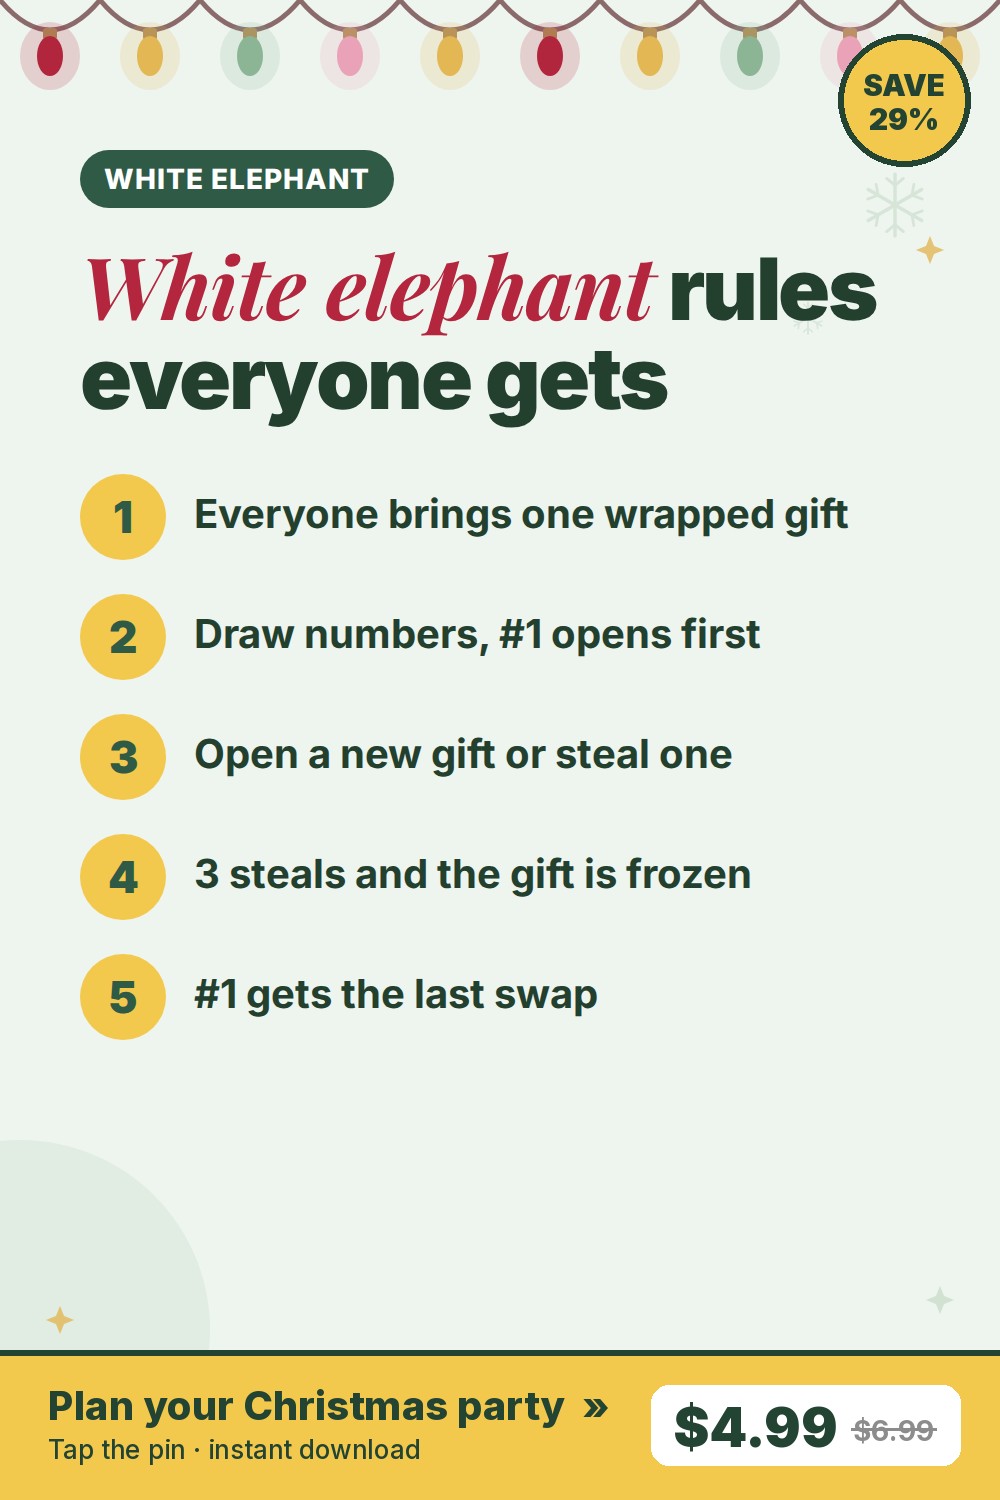 SAVE
29%
WHITE ELEPHANT
White elephant rules
everyone gets
1 Everyone brings one wrapped gift
2 Draw numbers, #1 opens first
3 Open a new gift or steal one
4 3 steals and the gift is frozen
5 #1 gets the last swap
Plan your Christmas party »
Tap the pin · instant download
$4.99 $6.99